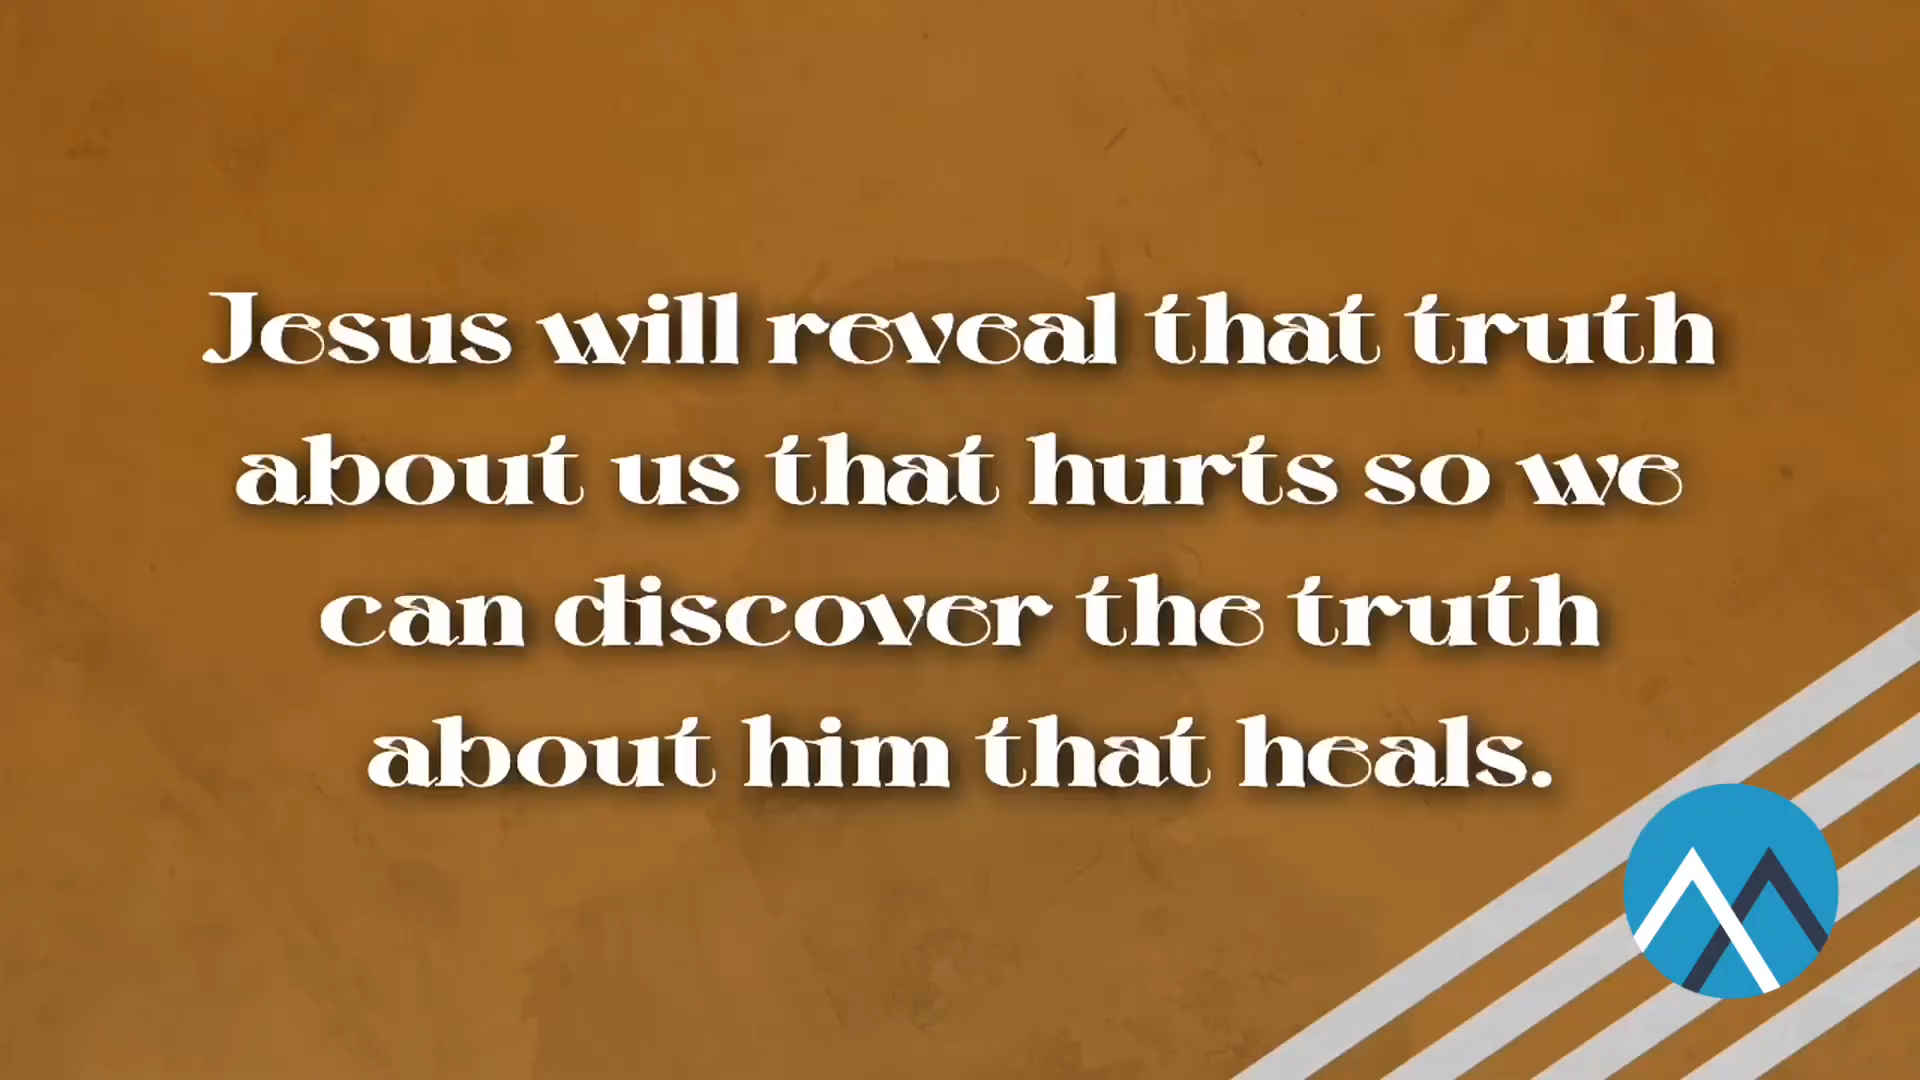 Jesus will reveal that truth
about us that hurts so we
can discover the truth
about him that heals.